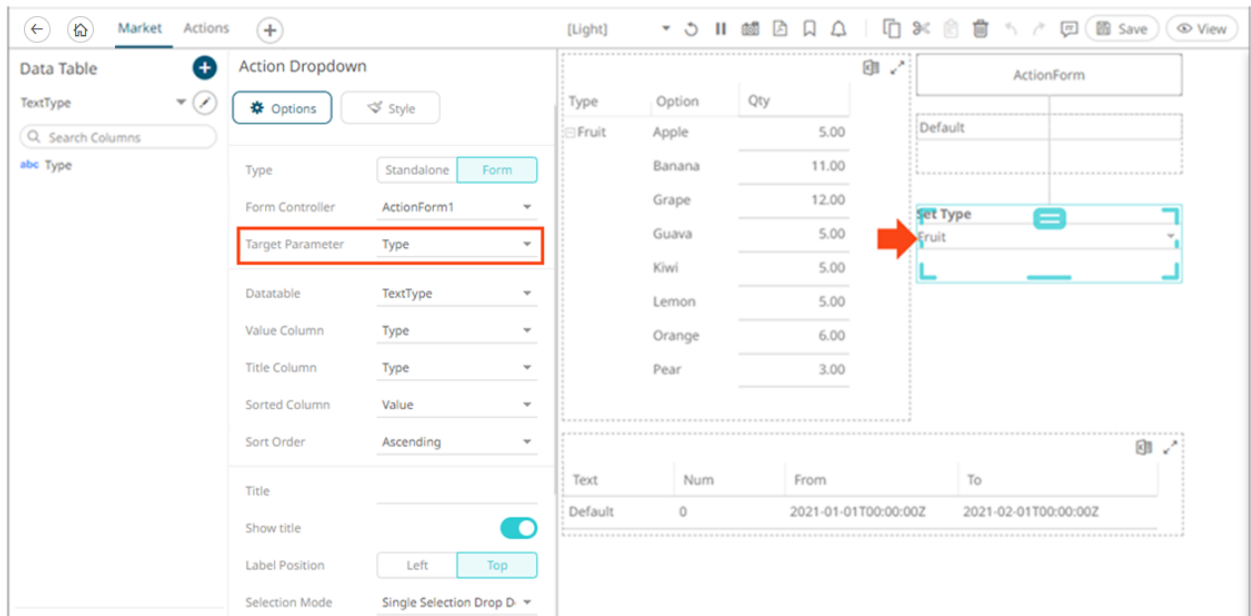 Market Actions [Light] Save View
Data Table
TextType
Search Columns
abc Type
Action Dropdown
Options Style
Type Standalone Form
Form Controller ActionForm1
Target Parameter Type
Datatable TextType
Value Column Type
Title Column Type
Sorted Column Value
Sort Order Ascending
Title
Show title
Label Position Left Top
Selection Mode Single Selection Drop D
Type Option Qty
Fruit Apple 5.00
Banana 11.00
Grape 12.00
Guava 5.00
Kiwi 5.00
Lemon 5.00
Orange 6.00
Pear 3.00
ActionForm
Default
Set Type
Fruit
Text Num From To
Default 0 2021-01-01T00:00:00Z 2021-02-01T00:00:00Z